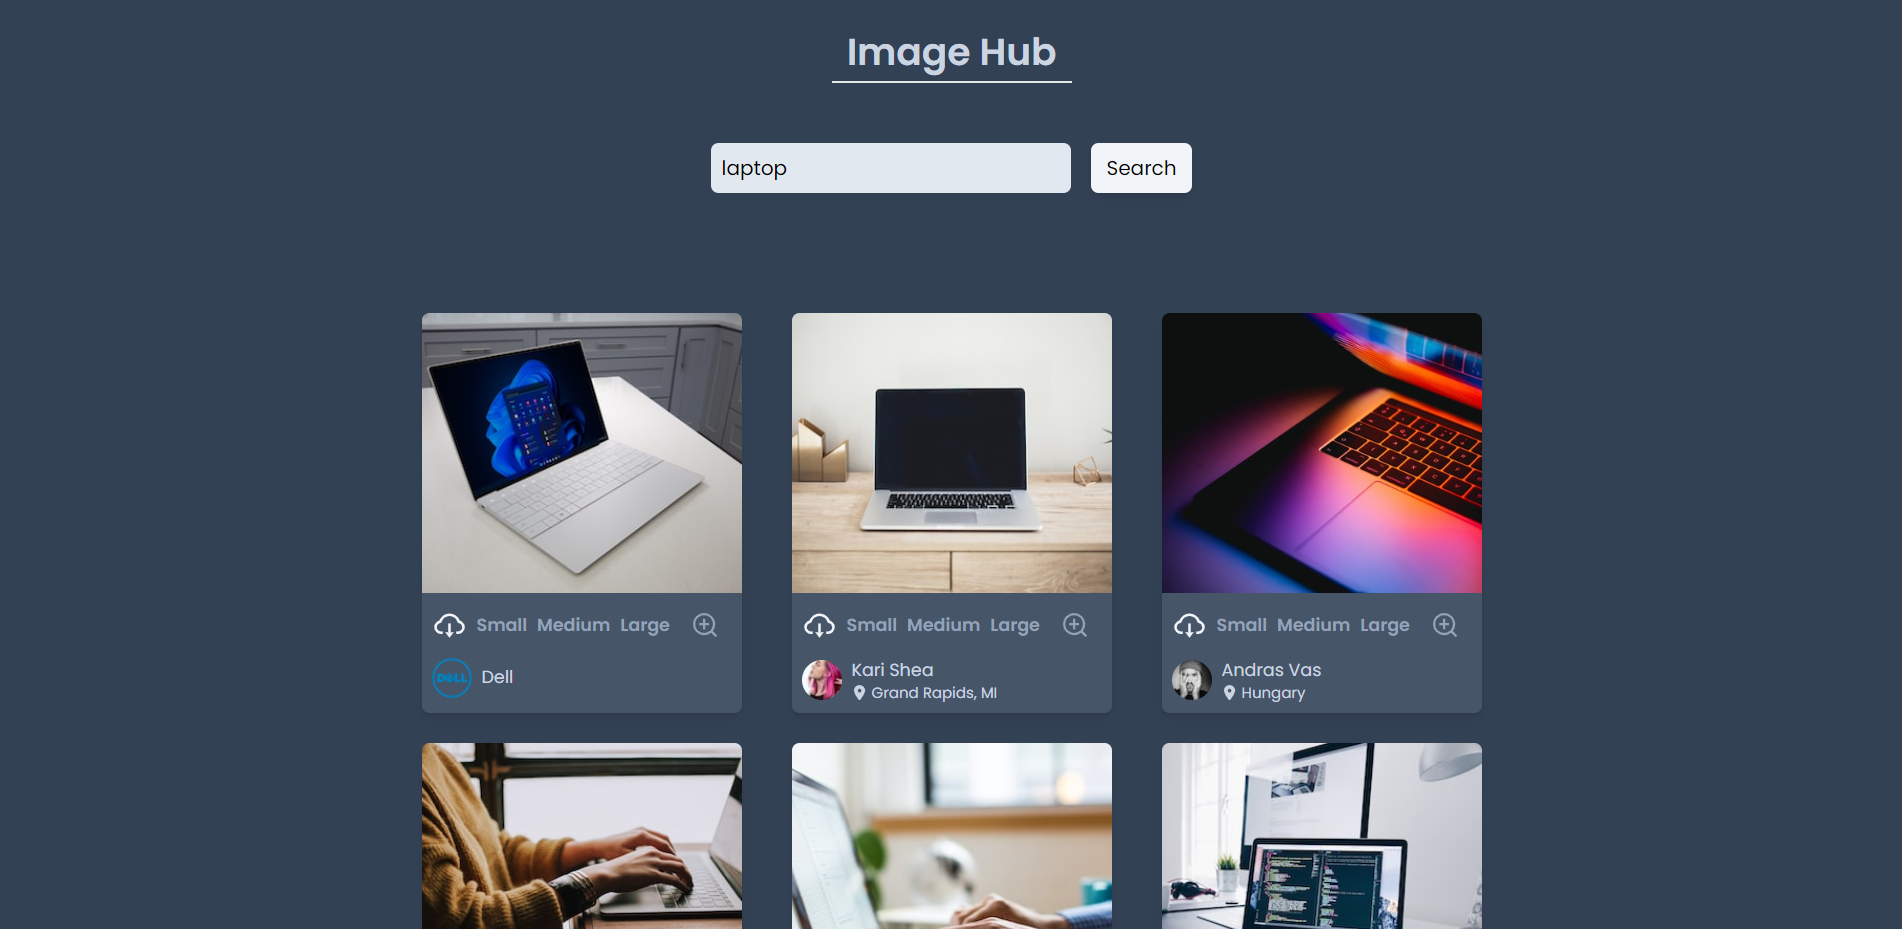 Image Hub
laptop
Search
Small Medium Large
Small Medium Large
Small Medium Large
DELL
Dell
Kari Shea
Grand Rapids, MI
Andras Vas
Hungary